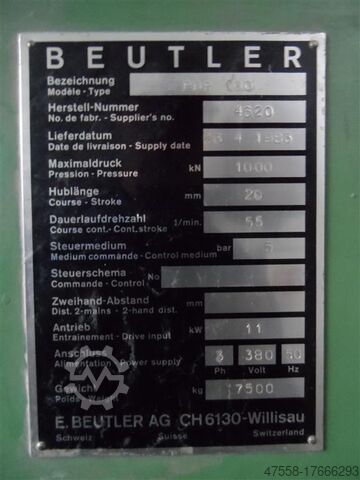 BEUTLER
Bezeichnung
Modèle - Type
Herstell-Nummer 4620
No. de fabr. - Supplier's no.
Lieferdatum 4 1983
Date de livraison - Supply date
Maximaldruck kN 1000
Pression - Pressure
Hublänge mm 20
Course - Stroke
Dauerlaufdrehzahl 1/min. 55
Course cont. - Cont. stroke
Steuermedium bar 5
Medium commande - Control medium
Steuerschema No
Commande - Control
Zweihand-Abstand mm
Dist. 2-mains - 2-hand dist.
Antrieb kW 11
Entrainement - Drive input
Anschluss 3 380 50
Alimentation - Power supply Ph Volt Hz
Gewicht kg 17500
Poids - Weight
E. BEUTLER AG CH 6130-Willisau
Schweiz Suisse Switzerland
Machineseeker
47558-17666293